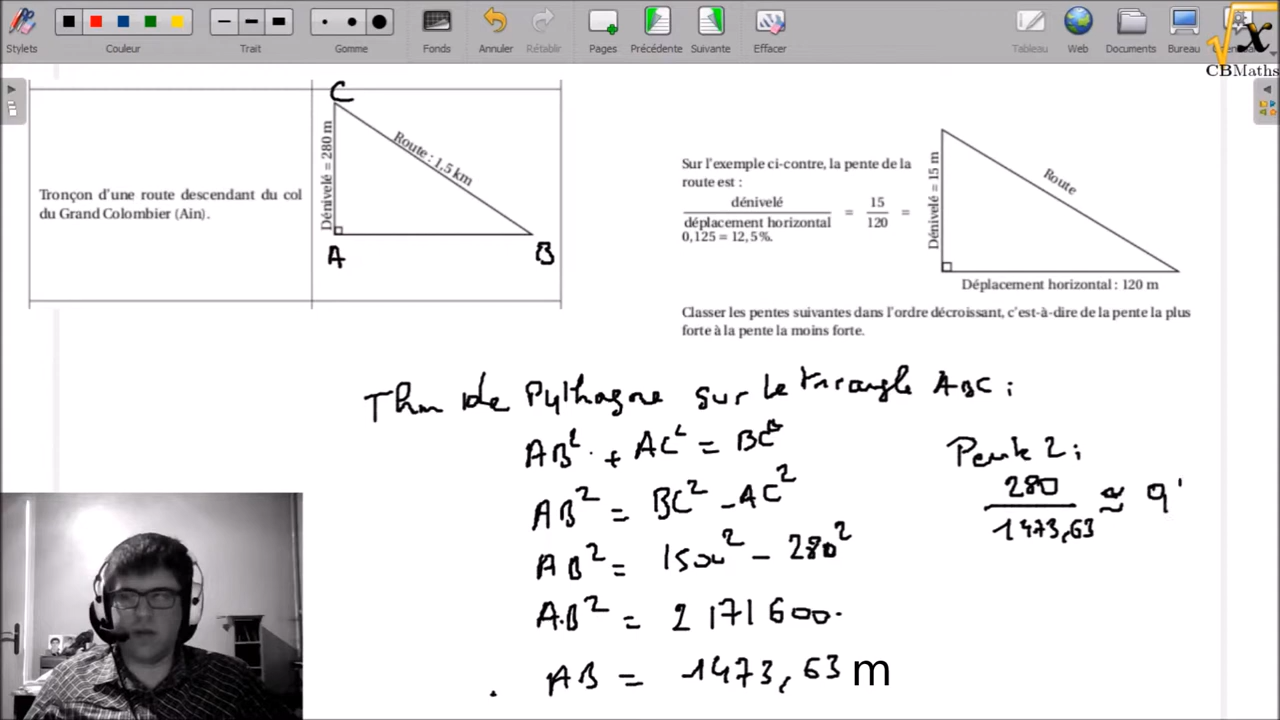 Stylets Couleur Trait Gomme Fonds Annuler Rétablir Pages Précédente Suivante Effacer Tableau Web Documents Bureau
CBMaths
Tronçon d'une route descendant du col
du Grand Colombier (Ain).
C
Dénivelé = 280 m
Route : 1,5 km
A
B
Sur l'exemple ci-contre, la pente de la
route est :
dénivelé
déplacement horizontal
= 15
120 =
0,125 = 12,5%.
Dénivelé = 15 m
Route
Déplacement horizontal : 120 m
Classer les pentes suivantes dans l'ordre décroissant, c'est-à-dire de la pente la plus
forte à la pente la moins forte.
Thm de Pythagore sur le triangle ABC :
AB² + AC² = BC²
AB² = BC² - AC²
AB² = 1500² - 280²
AB² = 2 171 600
AB = 1473,63 m
Pente 2 :
280
1473,63
≈